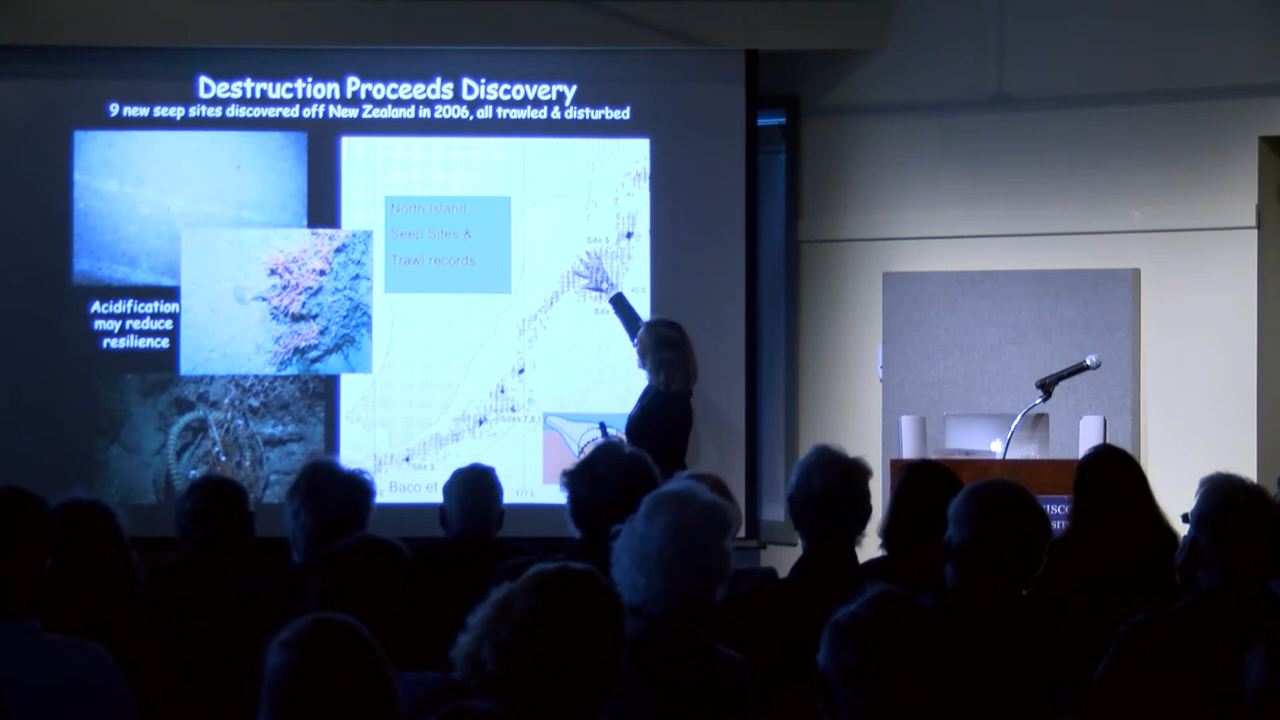 Destruction Proceeds Discovery
9 new seep sites discovered off New Zealand in 2006, all trawled & disturbed
North Island
Seep Sites &
Trawl records
Site 5
Acidification
may reduce
resilience
Sites 7,8,
Site 3
Baco et